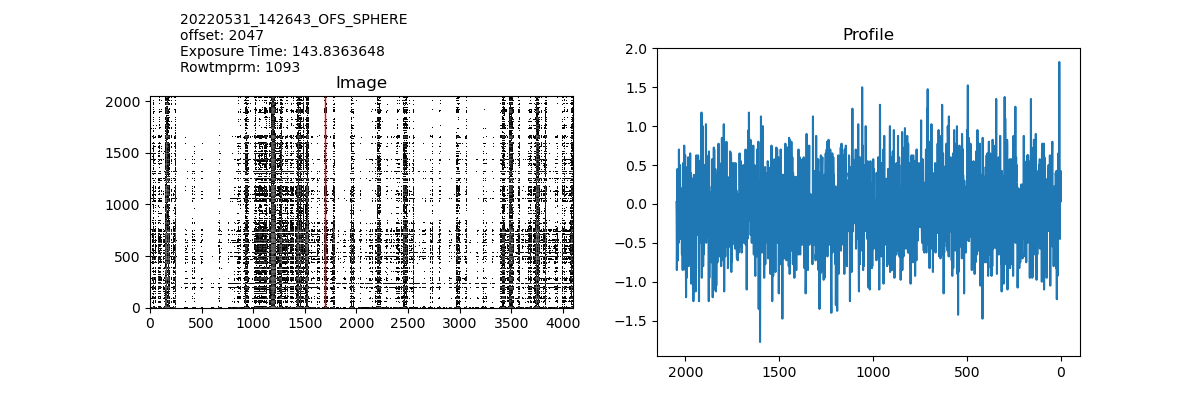 20220531_142643_OFS_SPHERE
offset: 2047
Exposure Time: 143.8363648
Rowtmprm: 1093
Image
2000
1500
1000
500
0
0 500 1000 1500 2000 2500 3000 3500 4000
Profile
2.0
1.5
1.0
0.5
0.0
−0.5
−1.0
−1.5
2000 1500 1000 500 0